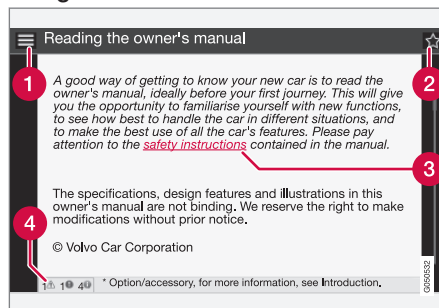 Reading the owner's manual
1
2
A good way of getting to know your new car is to read the
owner's manual, ideally before your first journey. This will give
you the opportunity to familiarise yourself with new functions,
to see how best to handle the car in different situations, and
to make the best use of all the car's features. Please pay
attention to the safety instructions contained in the manual.
3
The specifications, design features and illustrations in this
owner's manual are not binding. We reserve the right to make
modifications without prior notice.
4
© Volvo Car Corporation
1 1 4 * Option/accessory, for more information, see Introduction.
G050532